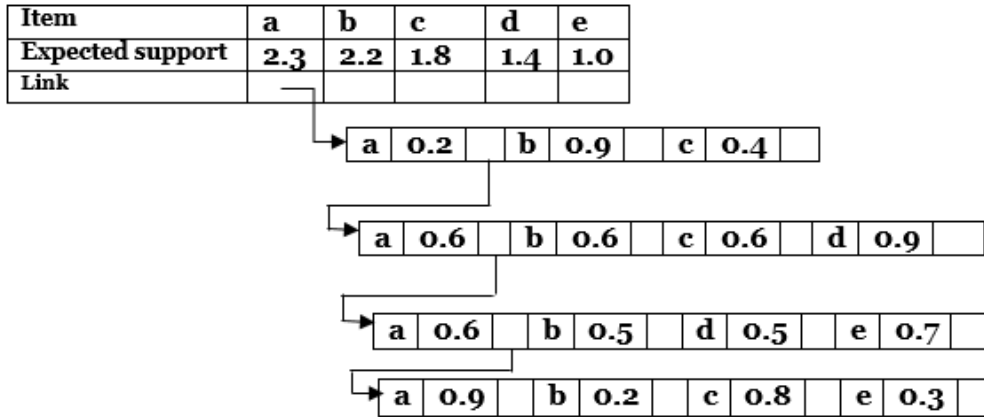 Item a b c d e
Expected support 2.3 2.2 1.8 1.4 1.0
Link
a 0.2 b 0.9 c 0.4
a 0.6 b 0.6 c 0.6 d 0.9
a 0.6 b 0.5 d 0.5 e 0.7
a 0.9 b 0.2 c 0.8 e 0.3